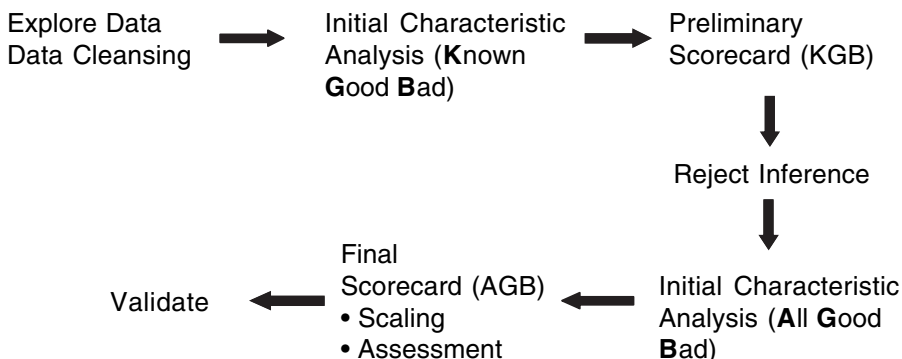 Explore Data
Data Cleansing
Initial Characteristic
Analysis (Known
Good Bad)
Preliminary
Scorecard (KGB)
Reject Inference
Initial Characteristic
Analysis (All Good
Bad)
Final
Scorecard (AGB)
• Scaling
• Assessment
Validate